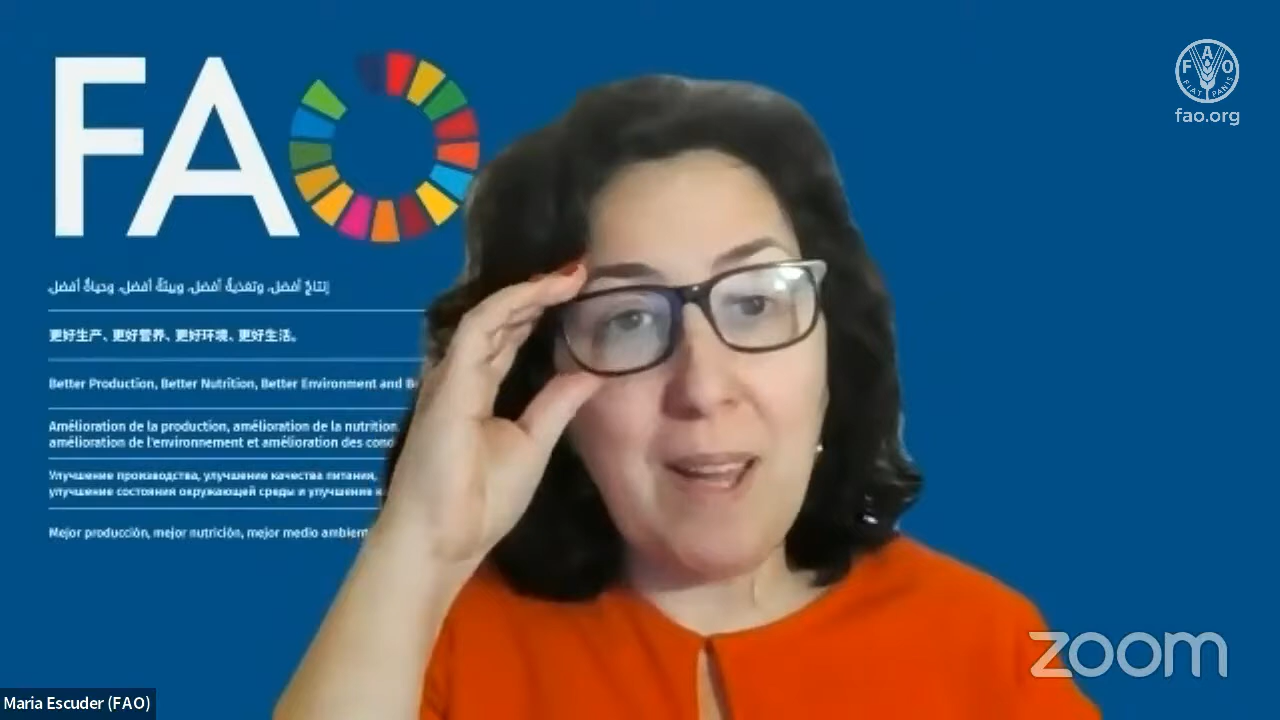 FAO
FAO
FIAT PANIS
fao.org
إنتاجٌ أفضل، وتغذيةٌ أفضل، وبيئةٌ أفضل، وحياةٌ أفضل.
更好生产、更好营养、更好环境、更好生活。
Better Production, Better Nutrition, Better Environment and
Amélioration de la production, amélioration de la nutrition,
amélioration de l'environnement et amélioration des cond
Улучшение производства, улучшение качества питания,
улучшение состояния окружающей среды и улучшение к
Mejor producción, mejor nutrición, mejor medio ambient
zoom
Maria Escuder (FAO)